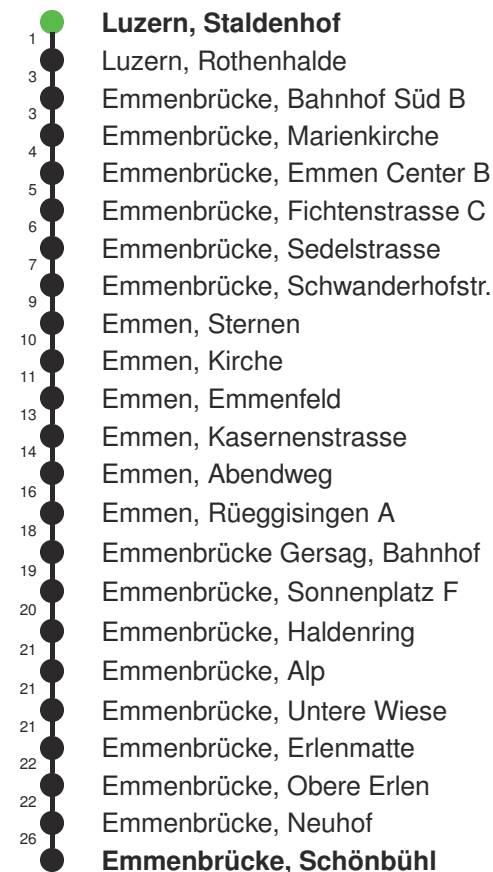 Luzern, Staldenhof
1
Luzern, Rothenhalde
3
Emmenbrücke, Bahnhof Süd B
3
Emmenbrücke, Marienkirche
4
Emmenbrücke, Emmen Center B
5
Emmenbrücke, Fichtenstrasse C
6
Emmenbrücke, Sedelstrasse
7
Emmenbrücke, Schwanderhofstr.
9
Emmen, Sternen
10
Emmen, Kirche
11
Emmen, Emmenfeld
13
Emmen, Kasernenstrasse
14
Emmen, Abendweg
16
Emmen, Rüeggisingen A
18
Emmenbrücke Gersag, Bahnhof
19
Emmenbrücke, Sonnenplatz F
20
Emmenbrücke, Haldenring
21
Emmenbrücke, Alp
21
Emmenbrücke, Untere Wiese
21
Emmenbrücke, Erlenmatte
22
Emmenbrücke, Obere Erlen
22
Emmenbrücke, Neuhof
26
Emmenbrücke, Schönbühl